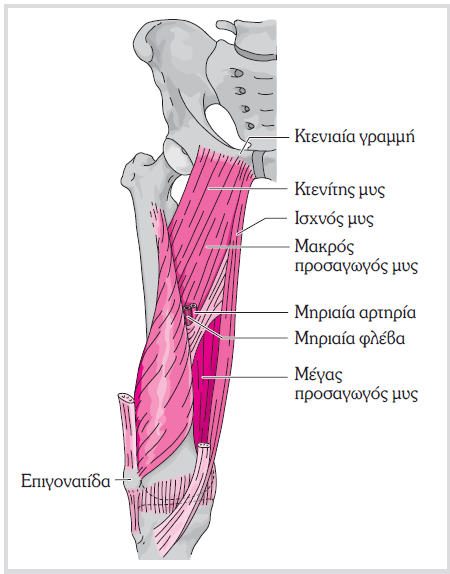 Κτενιαία γραμμή
Κτενίτης μυς
Ισχνός μυς
Μακρός
προσαγωγός μυς
Μηριαία αρτηρία
Μηριαία φλέβα
Μέγας
προσαγωγός μυς
Επιγονατίδα